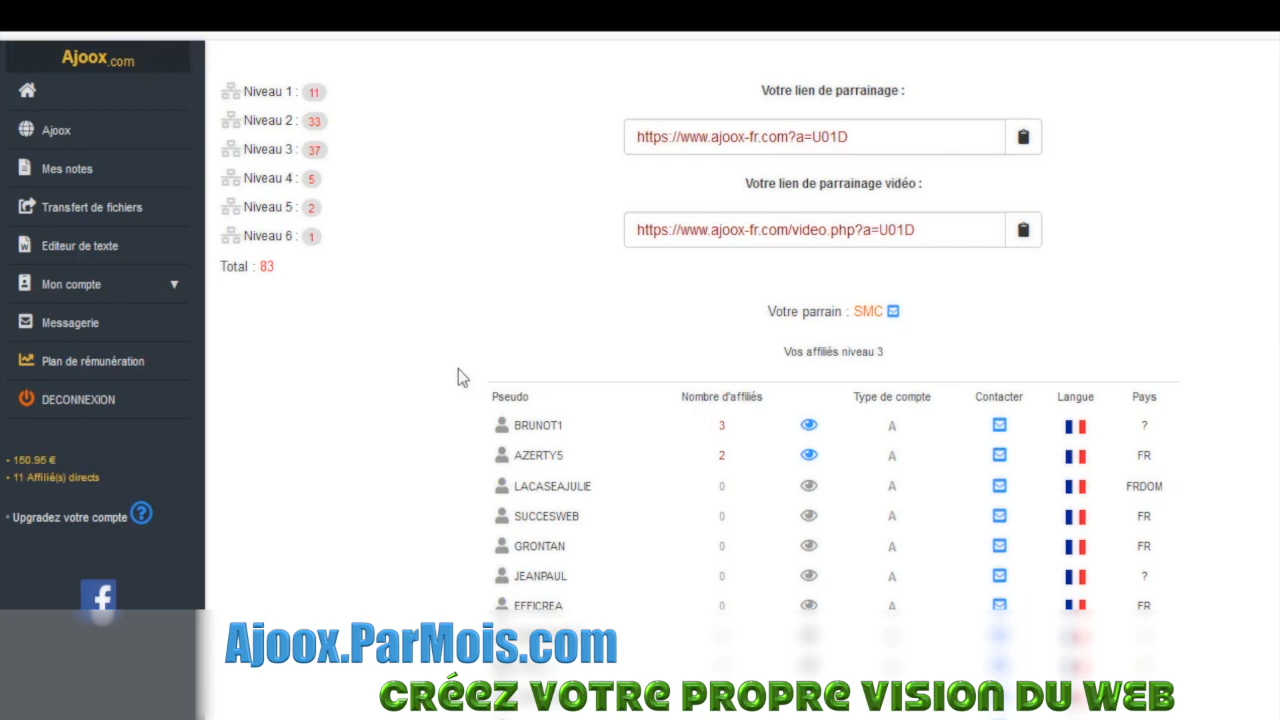 Ajoox.com
Ajoox
Mes notes
Transfert de fichiers
Editeur de texte
Mon compte ▼
Messagerie
Plan de rémunération
DECONNEXION
• 150.95 €
• 11 Affilié(s) directs
• Upgradez votre compte ?
f
Niveau 1 : 11
Niveau 2 : 33
Niveau 3 : 37
Niveau 4 : 5
Niveau 5 : 2
Niveau 6 : 1
Total : 83
Votre lien de parrainage :
https://www.ajoox-fr.com?a=U01D
Votre lien de parrainage vidéo :
https://www.ajoox-fr.com/video.php?a=U01D
Votre parrain : SMC
Vos affiliés niveau 3
Pseudo Nombre d'affiliés Type de compte Contacter Langue Pays
BRUNOT1 3 A ?
AZERTY5 2 A FR
LACASEAJULIE 0 A FRDOM
SUCCESWEB 0 A FR
GRONTAN 0 A FR
JEANPAUL 0 A ?
EFFICREA 0 A FR
Ajoox.ParMois.com
CRÉEZ VOTRE PROPRE VISION DU WEB